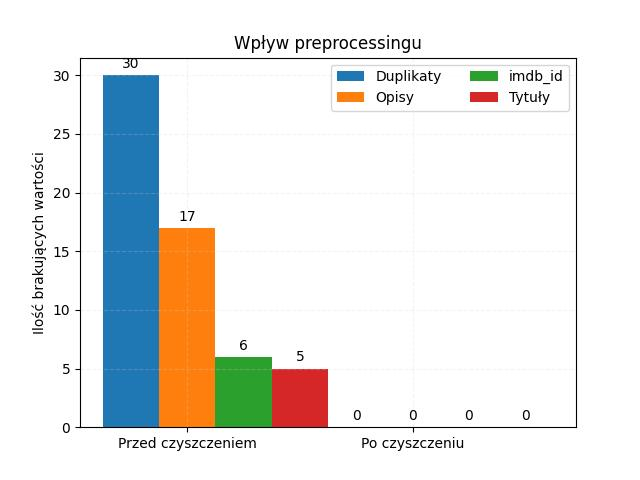 Wpływ preprocessingu
Ilość brakujących wartości
30
25
20
15
10
5
0
Duplikaty
Opisy
imdb_id
Tytuły
30
17
6
5
0
0
0
0
Przed czyszczeniem
Po czyszczeniu